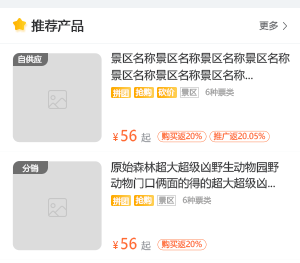 推荐产品 更多 >
自供应
景区名称景区名称景区名称景区名称
景区名称景区名称景区名称...
拼团 抢购 砍价 景区 6种票类
¥56 起 购买返20% 推广返20.05%
分销
原始森林超大超级凶野生动物园野
动物门口俩面的得的超大超级凶...
拼团 抢购 景区 6种票类
¥56 起 购买返20%